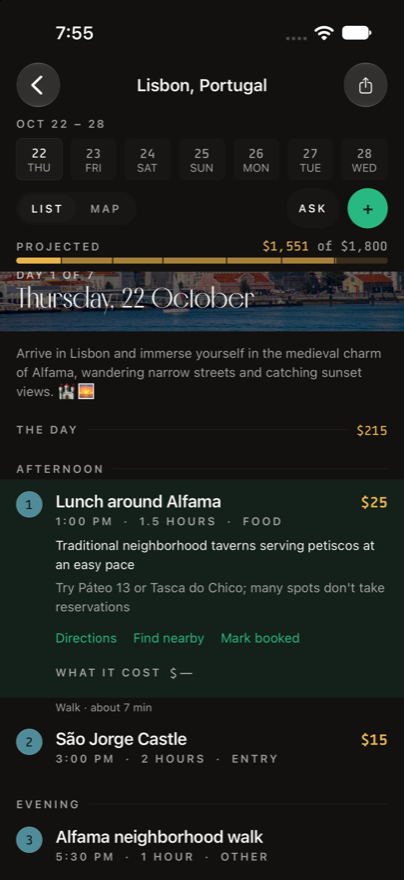 7:55
Lisbon, Portugal
OCT 22 – 28
22 23 24 25 26 27 28
THU FRI SAT SUN MON TUE WED
LIST MAP ASK +
PROJECTED $1,551 of $1,800
DAY 1 OF 7
Thursday, 22 October
Arrive in Lisbon and immerse yourself in the medieval charm
of Alfama, wandering narrow streets and catching sunset
views. 🏰🌅
THE DAY $215
AFTERNOON
1 Lunch around Alfama $25
1:00 PM · 1.5 HOURS · FOOD
Traditional neighborhood taverns serving petiscos at
an easy pace
Try Páteo 13 or Tasca do Chico; many spots don't take
reservations
Directions Find nearby Mark booked
WHAT IT COST $—
Walk · about 7 min
2 São Jorge Castle $15
3:00 PM · 2 HOURS · ENTRY
EVENING
3 Alfama neighborhood walk
5:30 PM · 1 HOUR · OTHER